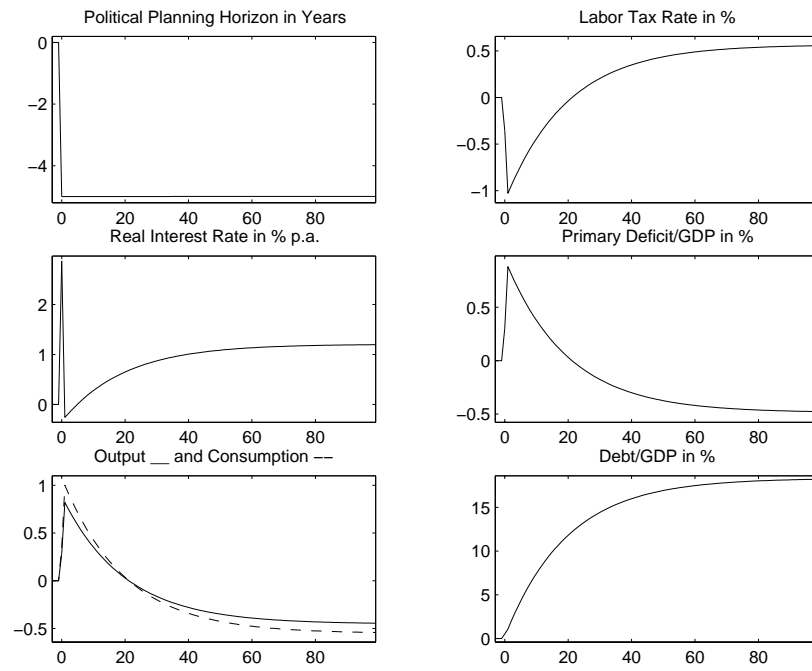 Political Planning Horizon in Years
0
−2
−4
0 20 40 60 80
Labor Tax Rate in %
0.5
0
−0.5
−1
0 20 40 60 80
Real Interest Rate in % p.a.
2
1
0
0 20 40 60 80
Primary Deficit/GDP in %
0.5
0
−0.5
0 20 40 60 80
Output __ and Consumption −−
1
0.5
0
−0.5
0 20 40 60 80
Debt/GDP in %
15
10
5
0
0 20 40 60 80